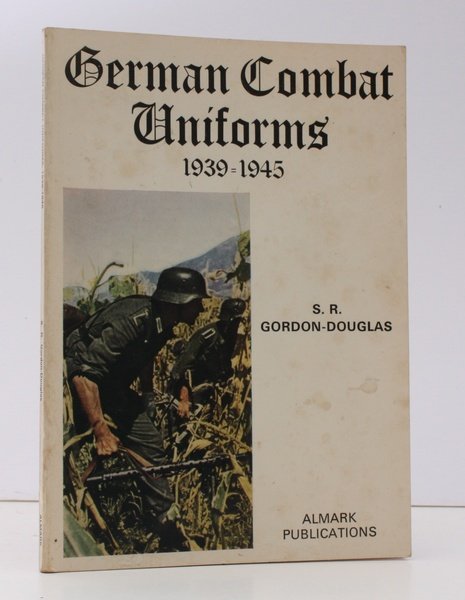 German Combat
Uniforms
1939=1945
S. R.
GORDON-DOUGLAS
ALMARK
PUBLICATIONS